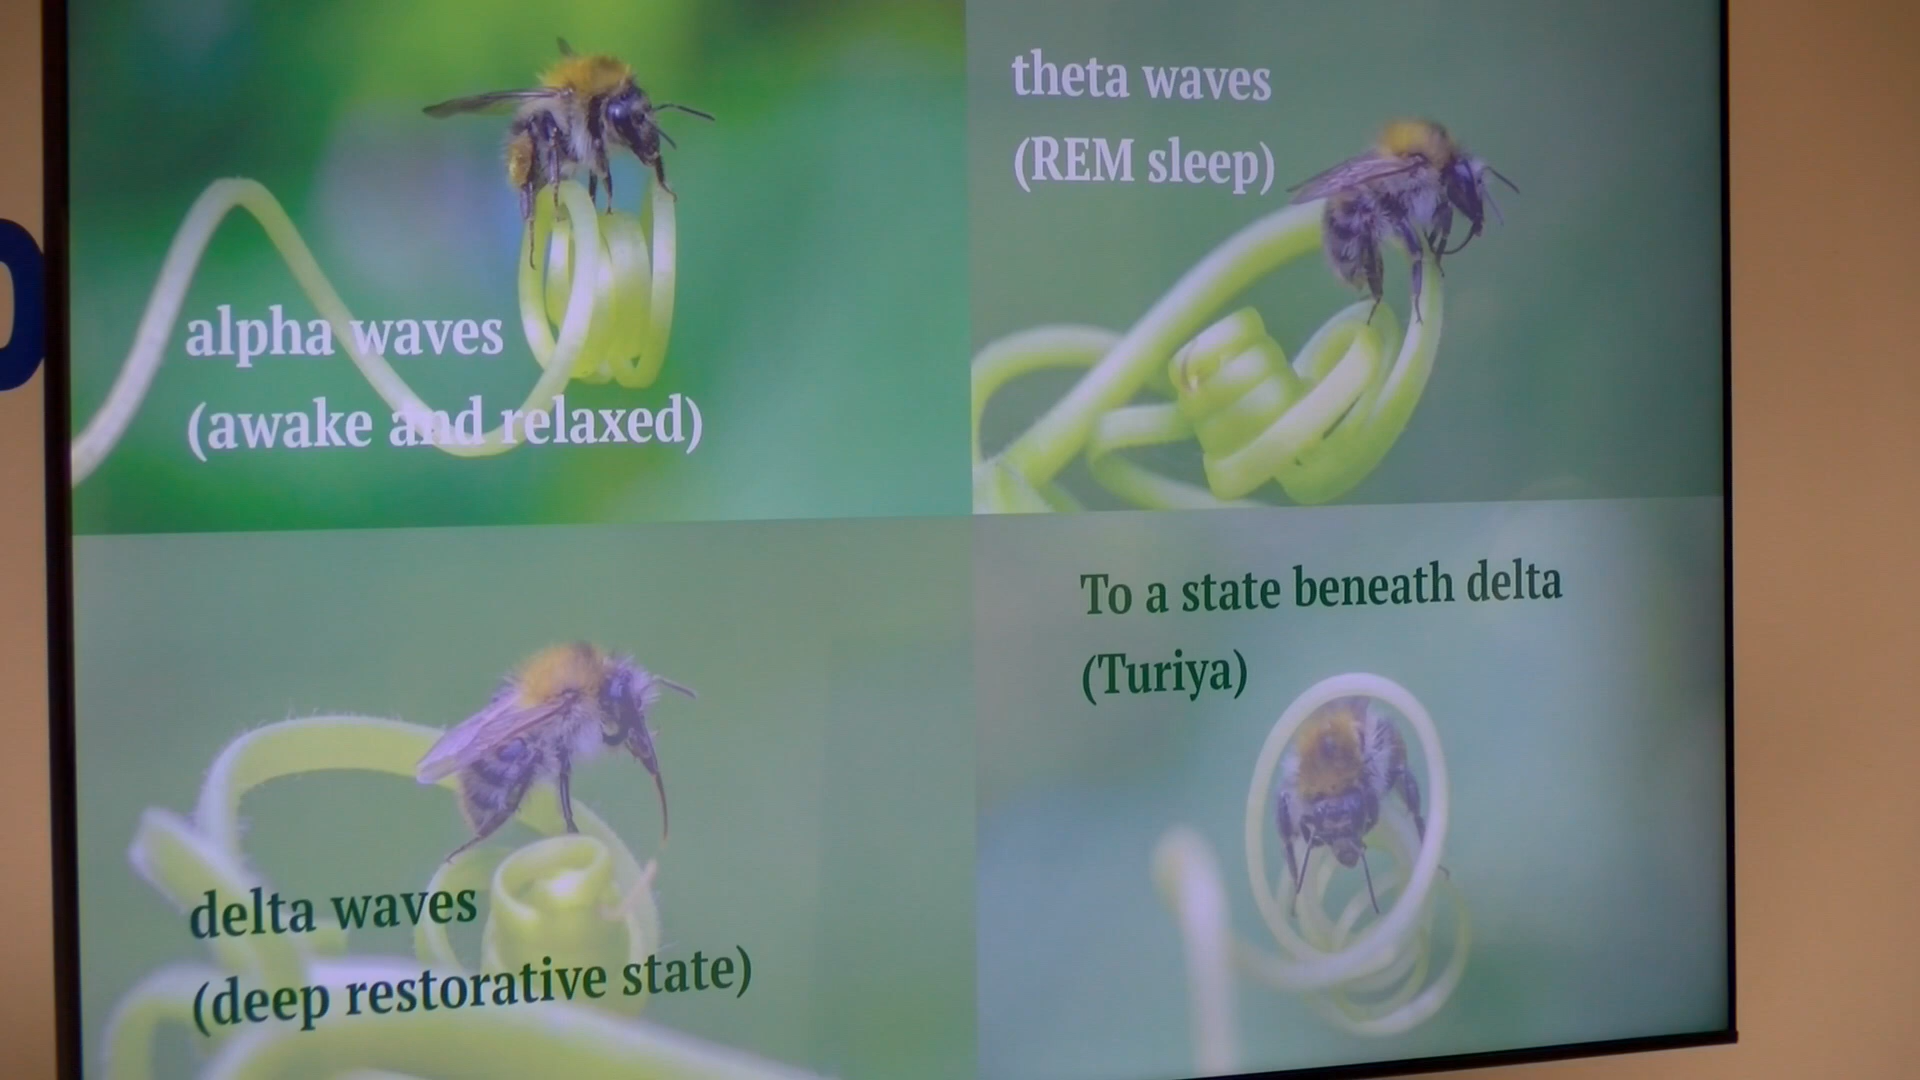 alpha waves
(awake and relaxed)
theta waves
(REM sleep)
delta waves
(deep restorative state)
To a state beneath delta
(Turiya)